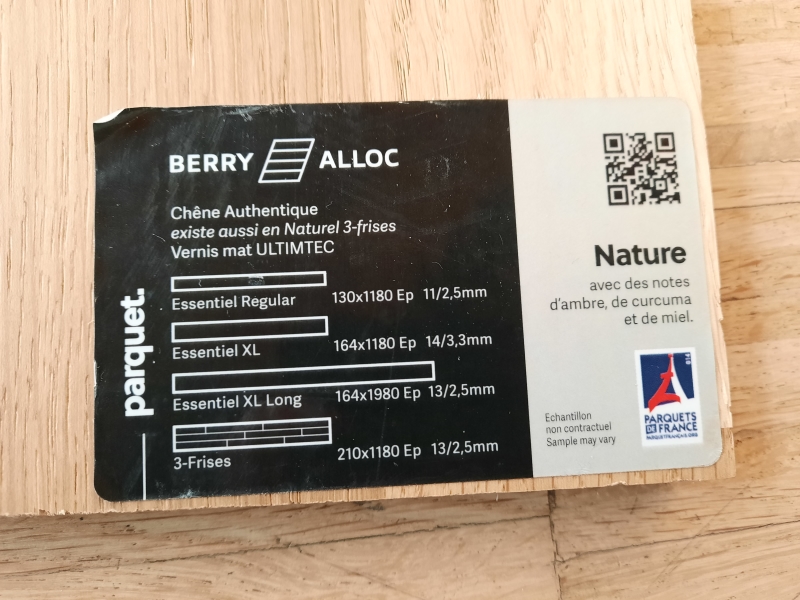 BERRY ALLOC
Chêne Authentique
existe aussi en Naturel 3-frises
Vernis mat ULTIMTEC
Essentiel Regular 130x1180 Ep 11/2,5mm
Essentiel XL 164x1180 Ep 14/3,3mm
Essentiel XL Long 164x1980 Ep 13/2,5mm
3-Frises 210x1180 Ep 13/2,5mm
parquet.
Nature
avec des notes
d'ambre, de curcuma
et de miel.
Echantillon
non contractuel
Sample may vary
PARQUETS
DE FRANCE
PARQUETFRANCAIS.ORG